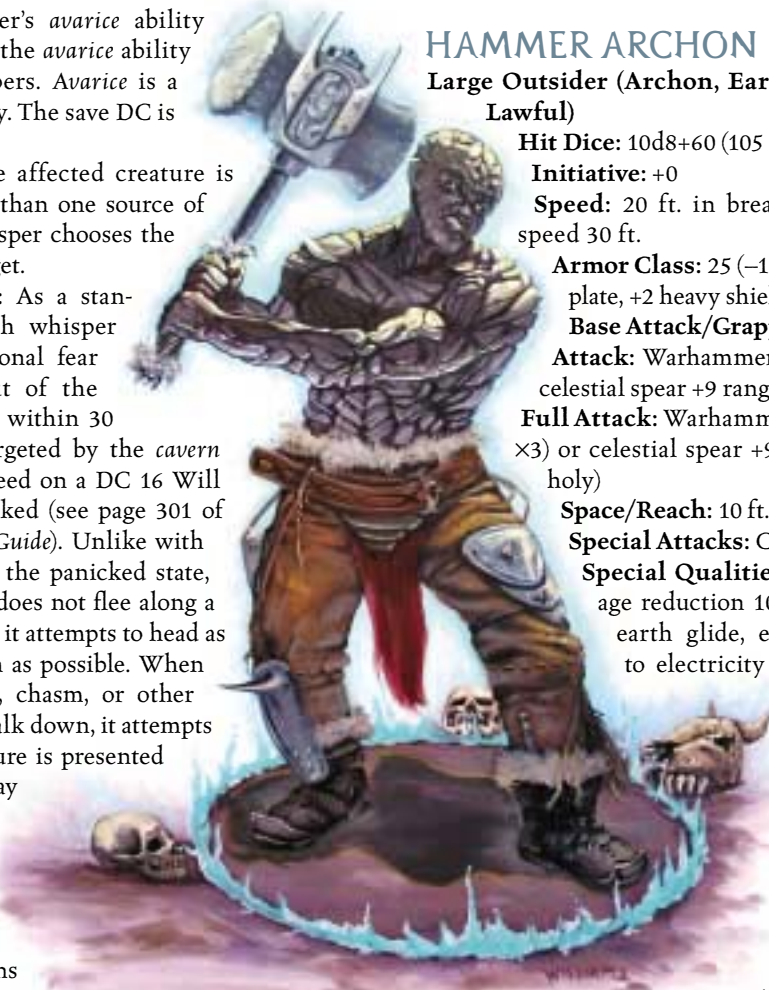 er's avarice ability
the avarice ability
pers. Avarice is a
y. The save DC is
e affected creature is
than one source of
sper chooses the
get.
: As a stan-
h whisper
onal fear
t of the
within 30
rgeted by the cavern
eed on a DC 16 Will
ked (see page 301 of
Guide). Unlike with
the panicked state,
does not flee along a
it attempts to head as
n as possible. When
, chasm, or other
lk down, it attempts
ure is presented
ay
ns
HAMMER ARCHON
Large Outsider (Archon, Ear
Lawful)
Hit Dice: 10d8+60 (105
Initiative: +0
Speed: 20 ft. in brea
speed 30 ft.
Armor Class: 25 (–1
plate, +2 heavy shie
Base Attack/Grap
Attack: Warhammer
celestial spear +9 rang
Full Attack: Warhamm
×3) or celestial spear +9
holy)
Space/Reach: 10 ft.
Special Attacks: C
Special Qualitie
age reduction 10
earth glide, e
to electricity
WILLIAMS